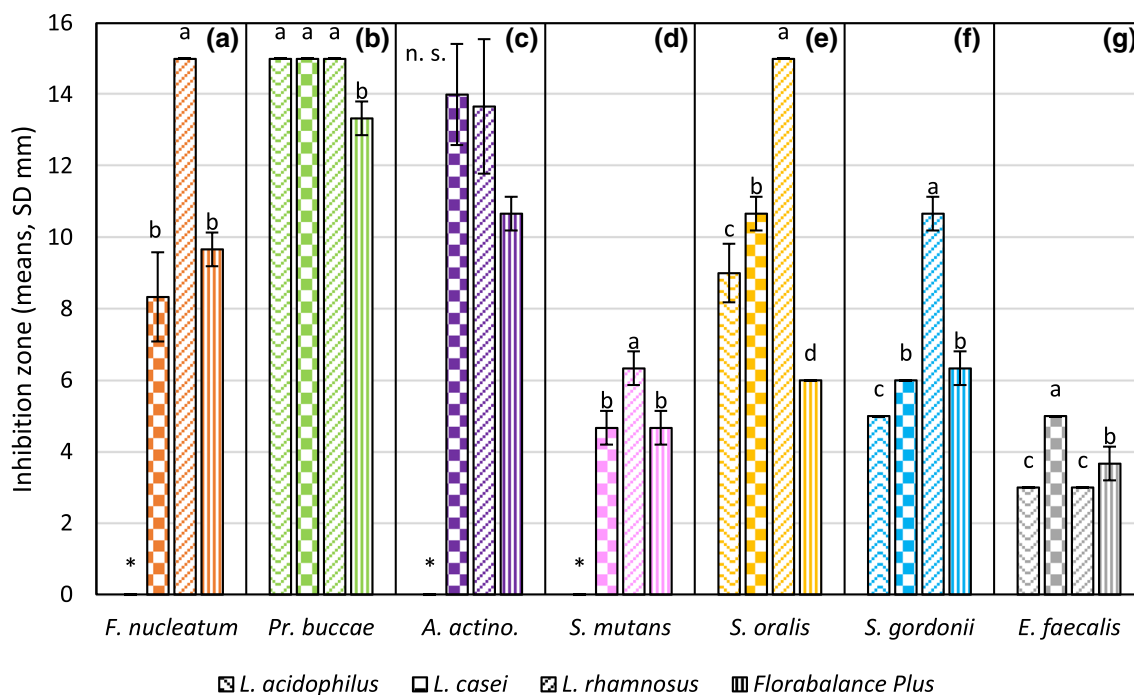 16
14
12
10
8
6
4
2
0
Inhibition zone (means, SD mm)
(a) (b) (c) (d) (e) (f) (g)
* b a b
a a a b
n. s. *
* b a b
c b a d
c b a b
c a c b
F. nucleatum Pr. buccae A. actino. S. mutans S. oralis S. gordonii E. faecalis
L. acidophilus L. casei L. rhamnosus Florabalance Plus